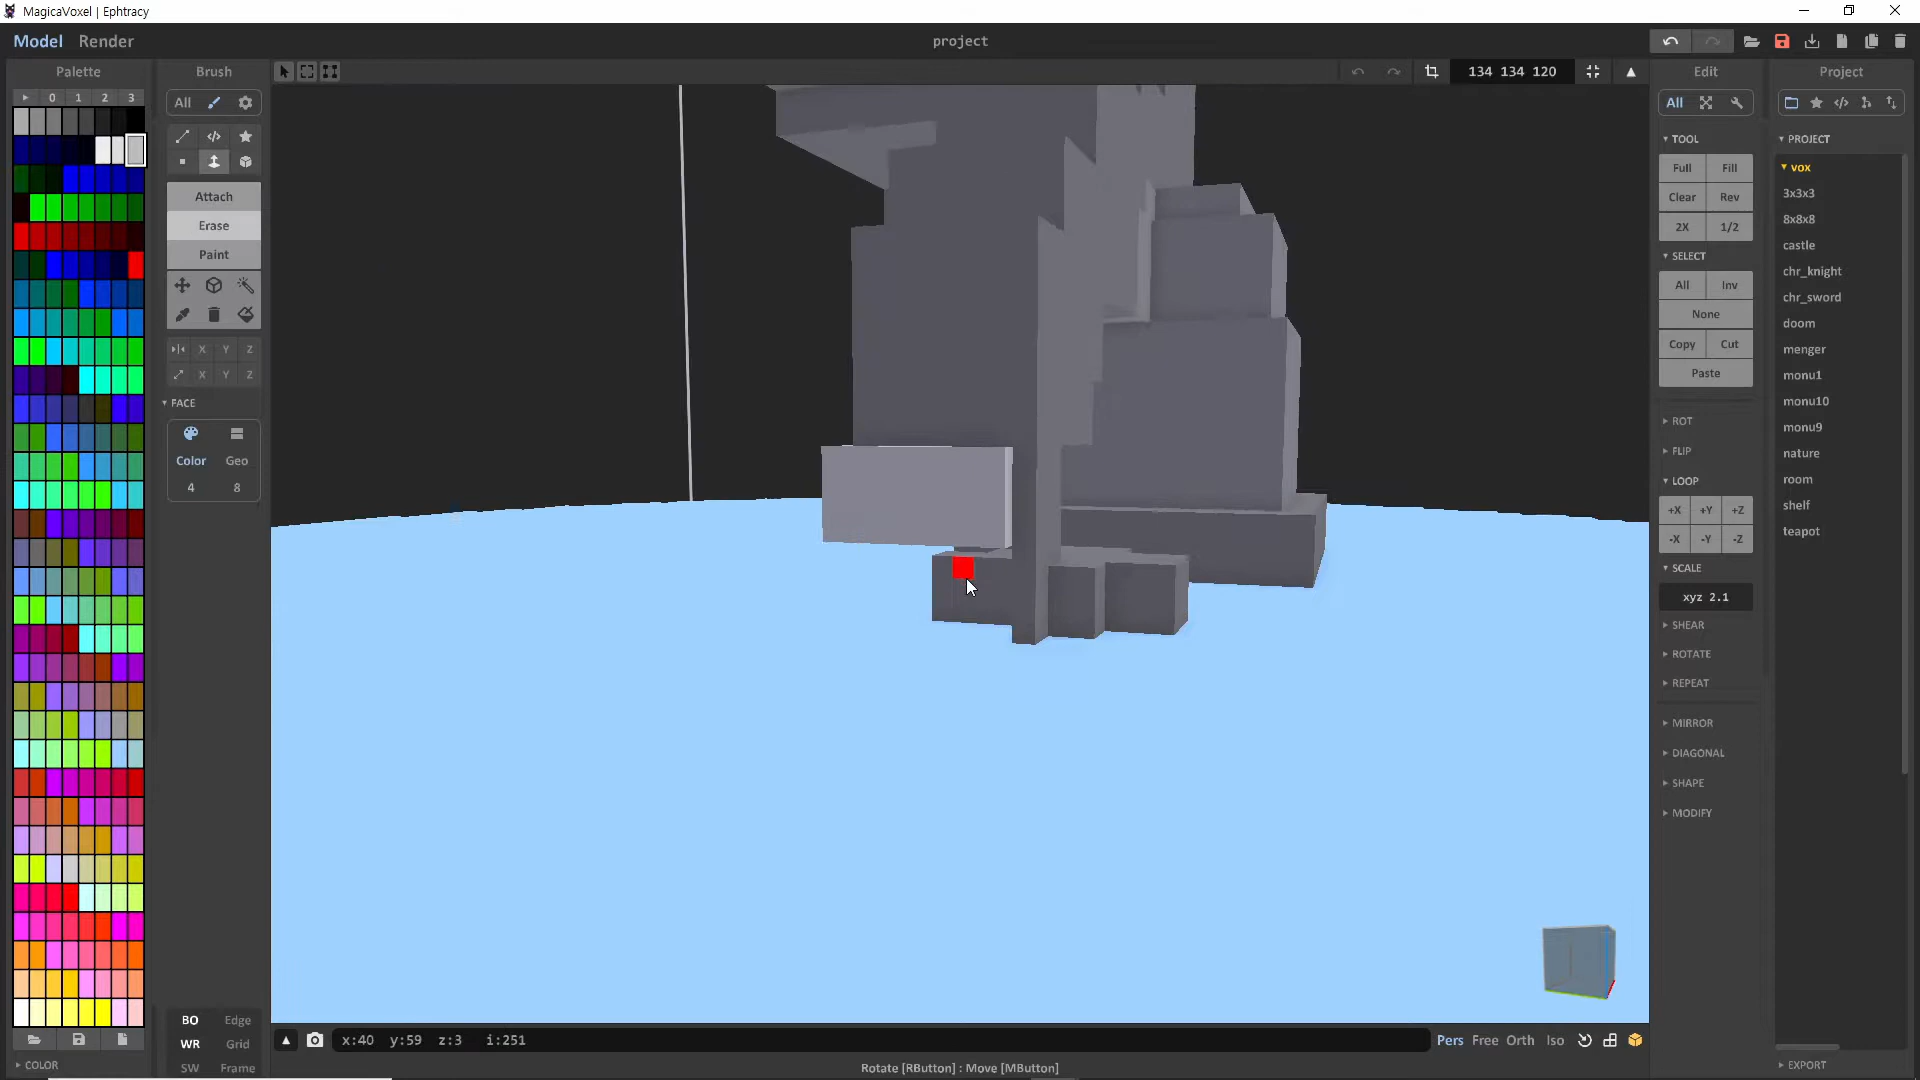 MagicaVoxel | Ephtracy
Model Render
project
Palette
Brush
134 134 120
Edit
Project
0 1 2 3
All
All
TOOL
PROJECT
Full Fill
vox
Clear Rev
3x3x3
Attach
2X 1/2
8x8x8
Erase
castle
Paint
SELECT
chr_knight
All Inv
chr_sword
None
doom
Copy Cut
menger
X Y Z
Paste
monu1
X Y Z
monu10
FACE
ROT
monu9
FLIP
nature
Color Geo
LOOP
room
4 8
+X +Y +Z
shelf
-X -Y -Z
teapot
SCALE
xyz 2.1
SHEAR
ROTATE
REPEAT
MIRROR
DIAGONAL
SHAPE
MODIFY
BO Edge
WR Grid
x:40 y:59 z:3 i:251
Pers Free Orth Iso
SW Frame
COLOR
Rotate [RButton] : Move [MButton]
EXPORT